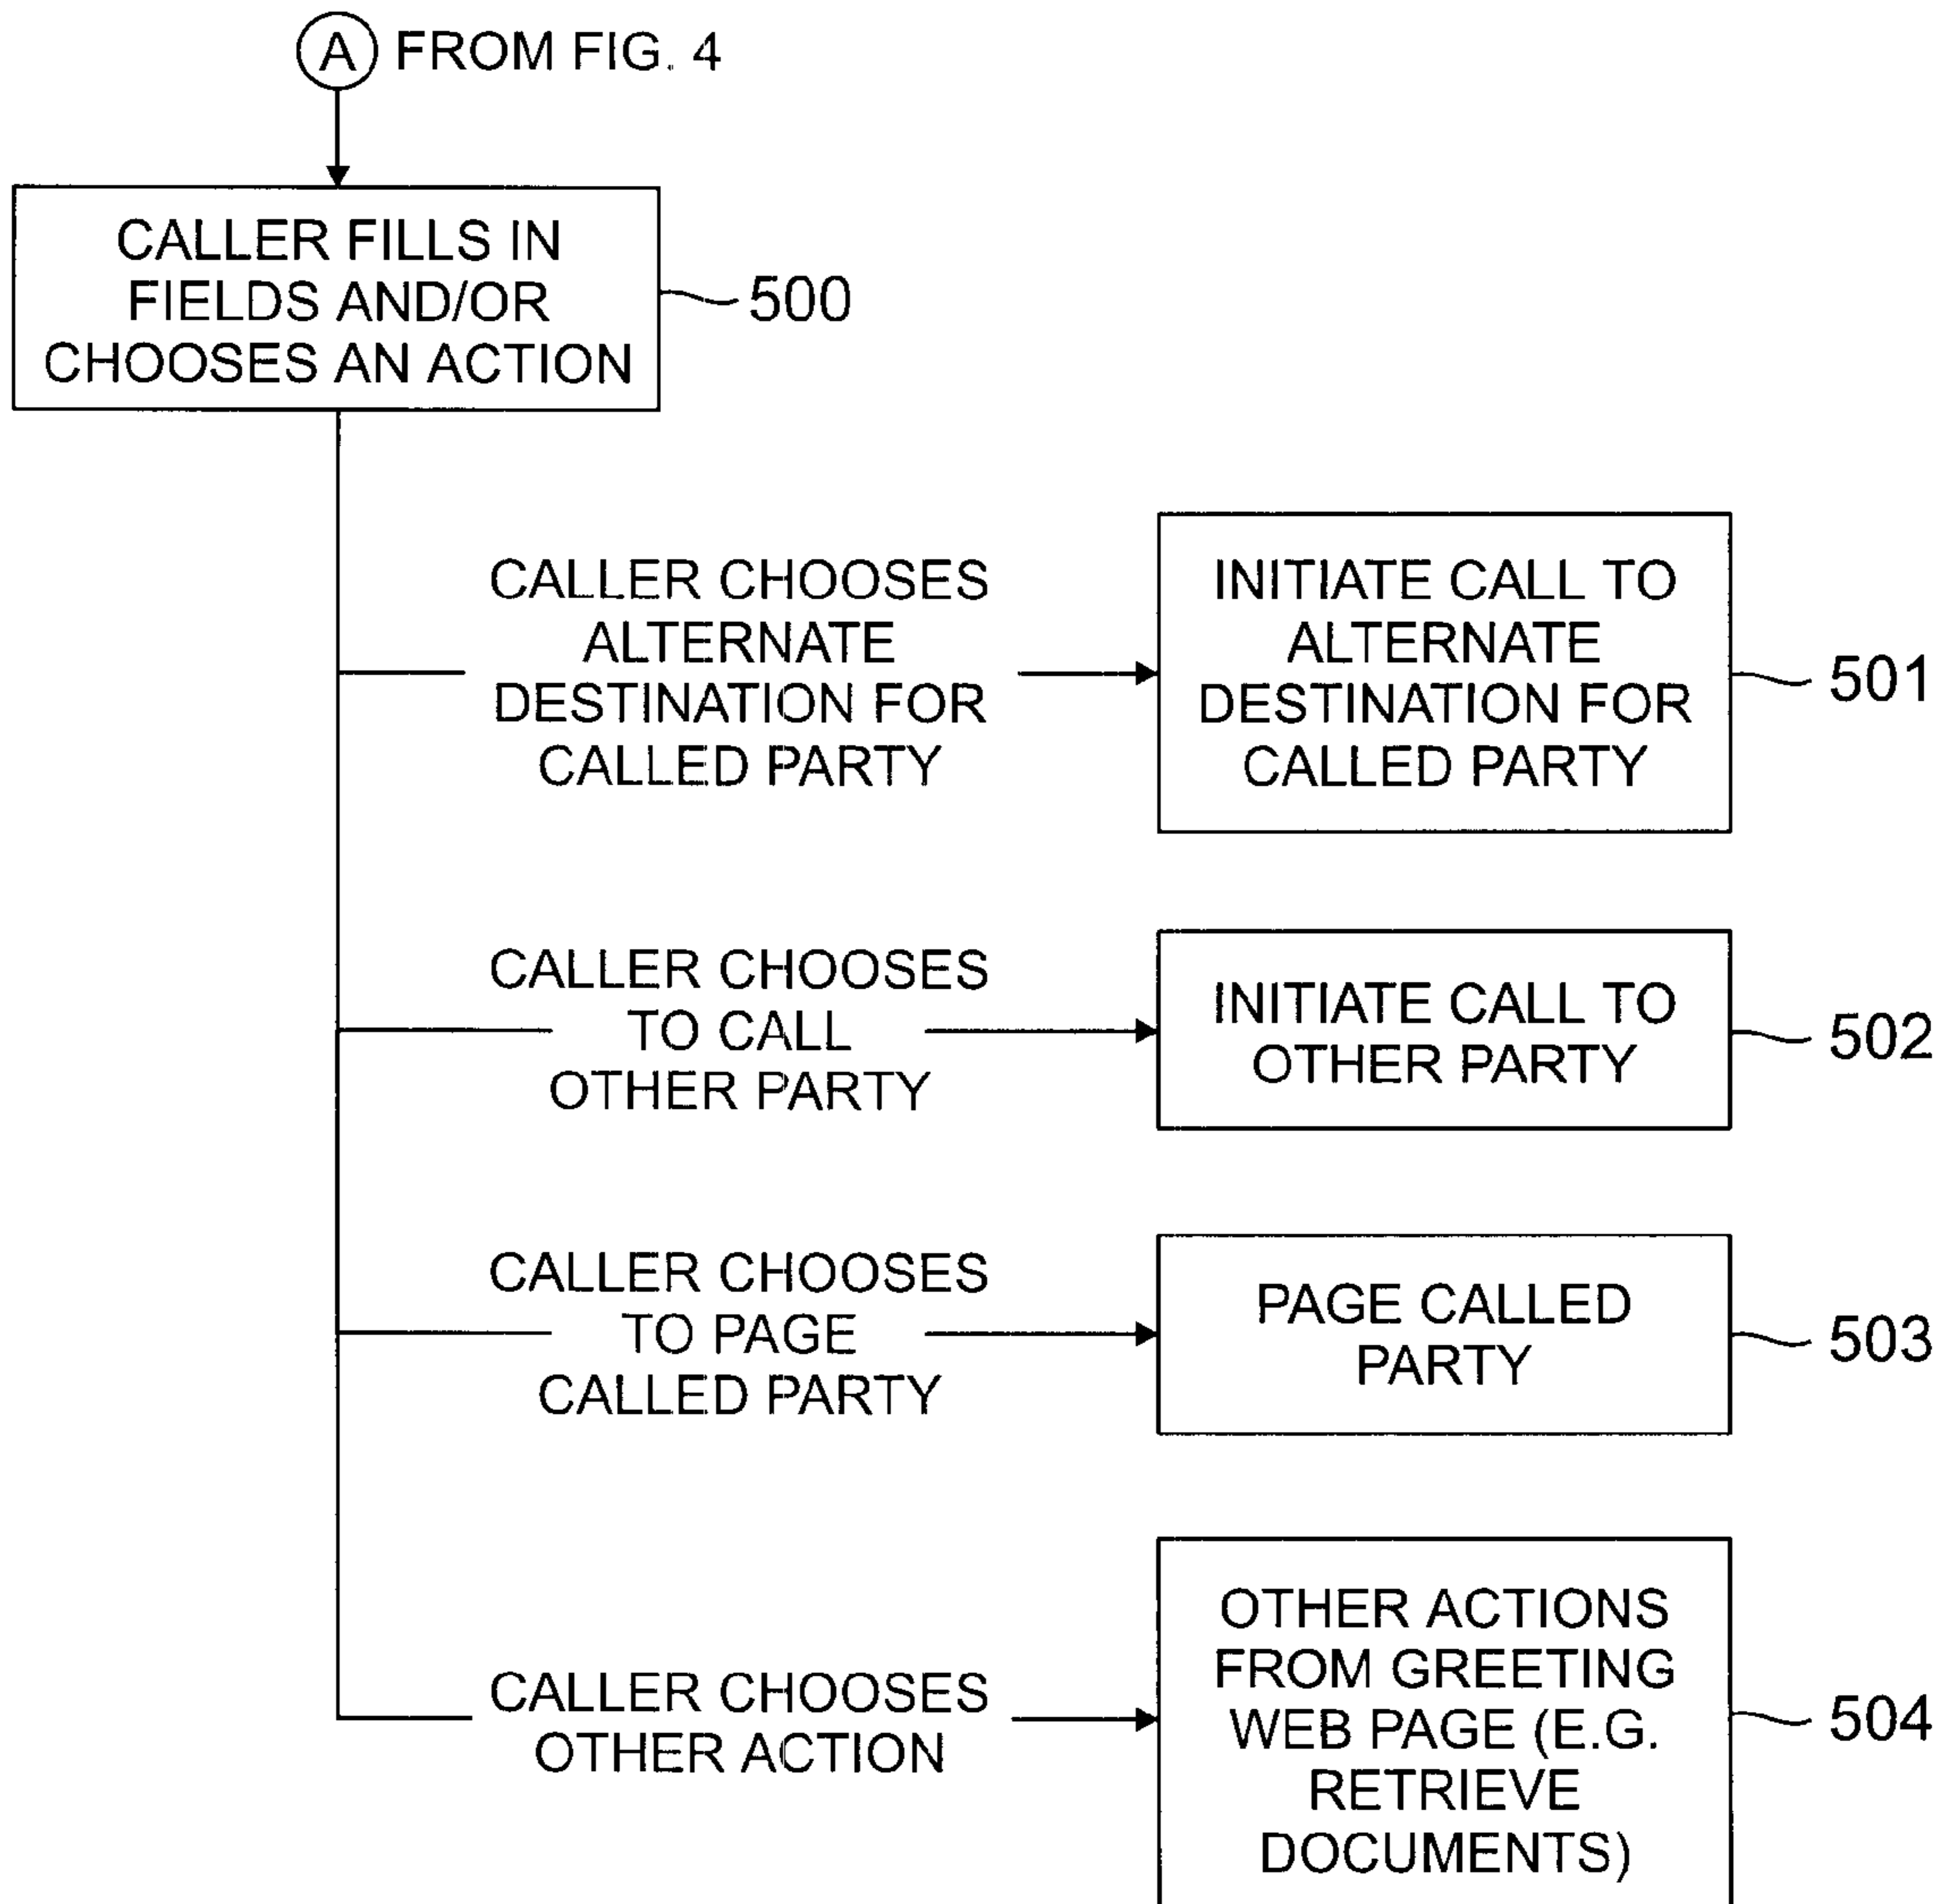 A FROM FIG. 4
CALLER FILLS IN
FIELDS AND/OR
CHOOSES AN ACTION
500
CALLER CHOOSES
ALTERNATE
DESTINATION FOR
CALLED PARTY
INITIATE CALL TO
ALTERNATE
DESTINATION FOR
CALLED PARTY
501
CALLER CHOOSES
TO CALL
OTHER PARTY
INITIATE CALL TO
OTHER PARTY
502
CALLER CHOOSES
TO PAGE
CALLED PARTY
PAGE CALLED
PARTY
503
CALLER CHOOSES
OTHER ACTION
OTHER ACTIONS
FROM GREETING
WEB PAGE (E.G.
RETRIEVE
DOCUMENTS)
504